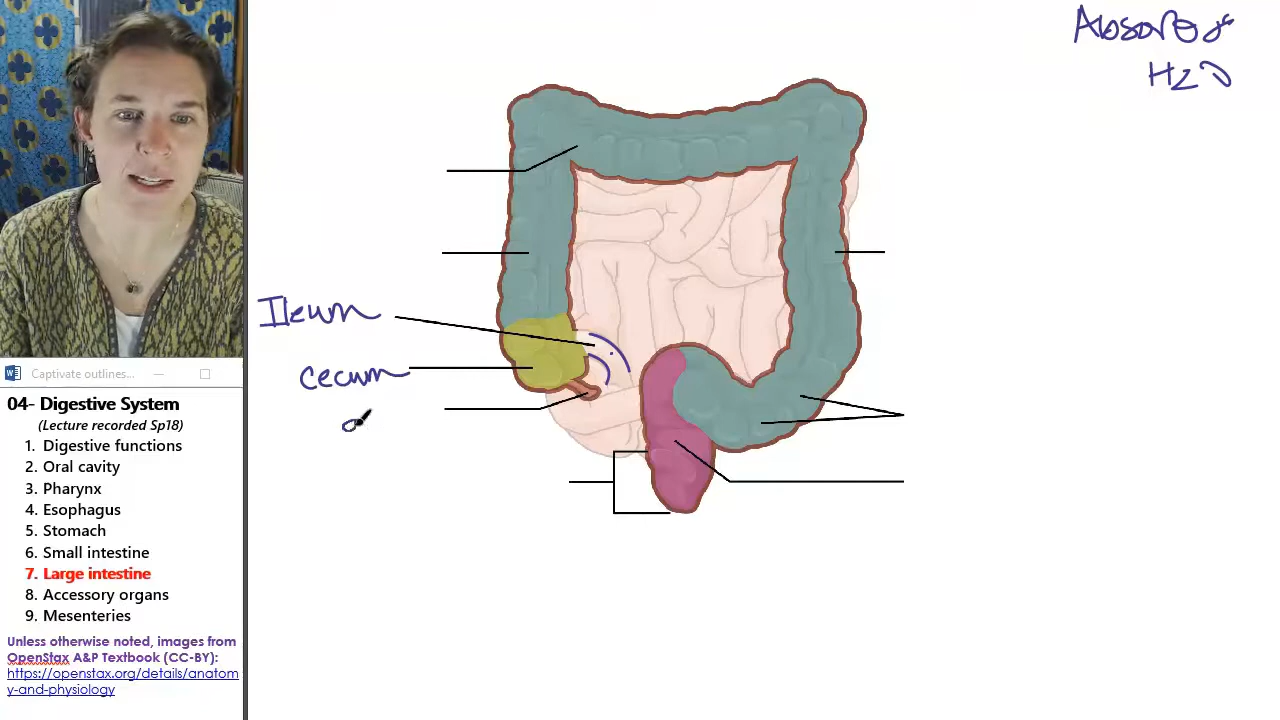 Absorbs
H2O
Ileum
cecum
a
Captivate outlines...
04- Digestive System
(Lecture recorded Sp18)
1. Digestive functions
2. Oral cavity
3. Pharynx
4. Esophagus
5. Stomach
6. Small intestine
7. Large intestine
8. Accessory organs
9. Mesenteries
Unless otherwise noted, images from
OpenStax A&P Textbook (CC-BY):
https://openstax.org/details/anatom
y-and-physiology